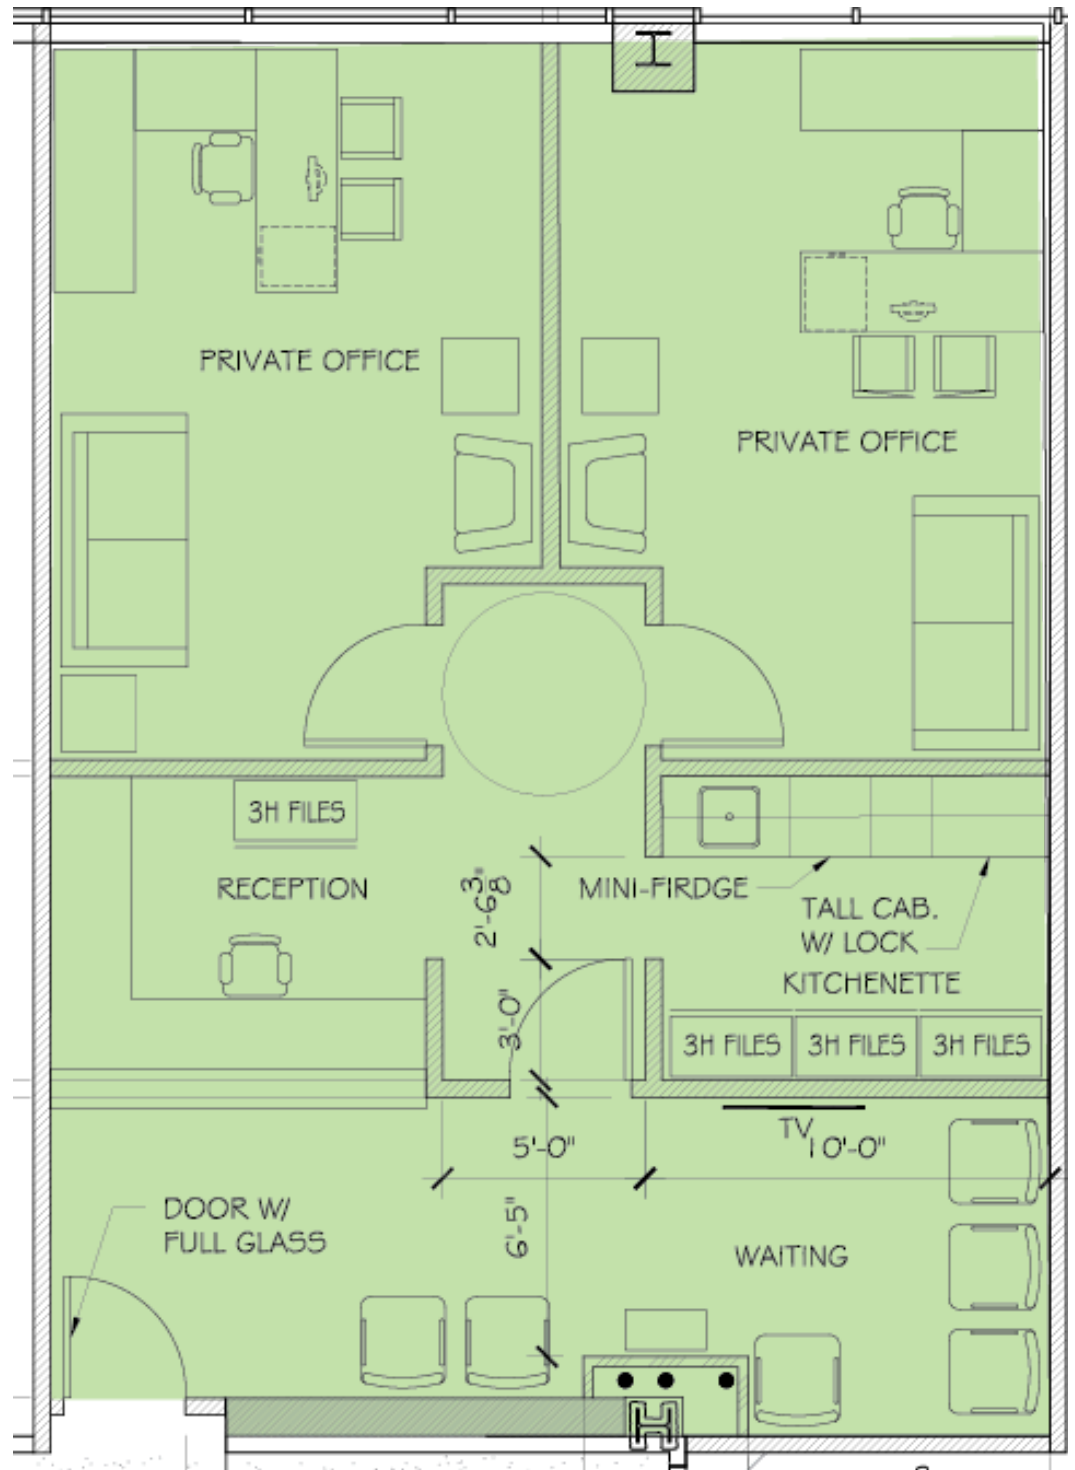 PRIVATE OFFICE
PRIVATE OFFICE
3H FILES
RECEPTION
2'-6 3/8"
MINI-FIRDGE
TALL CAB.
W/ LOCK
KITCHENETTE
3'-0"
3H FILES
3H FILES
3H FILES
TV
5'-0"
10'-0"
DOOR W/
FULL GLASS
6'-5"
WAITING